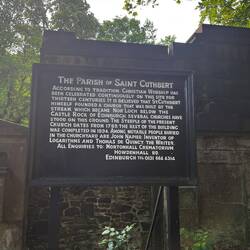 The Parish of Saint Cuthbert
According to tradition Christian Worship has
been celebrated continuously on this site for
thirteen centuries. It is believed that St Cuthbert
himself founded a church that was built by the
stream, which became Nor Loch below the
Castle Rock of Edinburgh. Several churches have
stood on this ground. The steeple of the present
church dates from 1789. The rest of the building
was completed in 1894. Among notable people buried
in the churchyard are John Napier, Inventor of
Logarithms and Thomas de Quincy the Writer.
All Enquiries to: Mortonhall Crematorium
Howdenhall Rd.
Edinburgh Tel 0131 664 4314